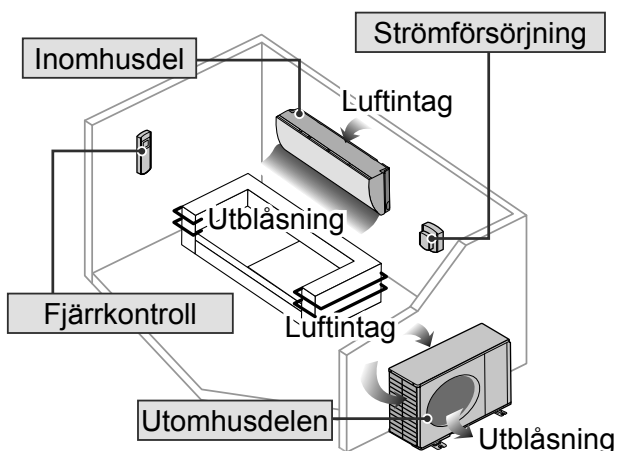 Strömförsörjning
Inomhusdel
Luftintag
Utblåsning
Fjärrkontroll
Luftintag
Utomhusdelen
Utblåsning